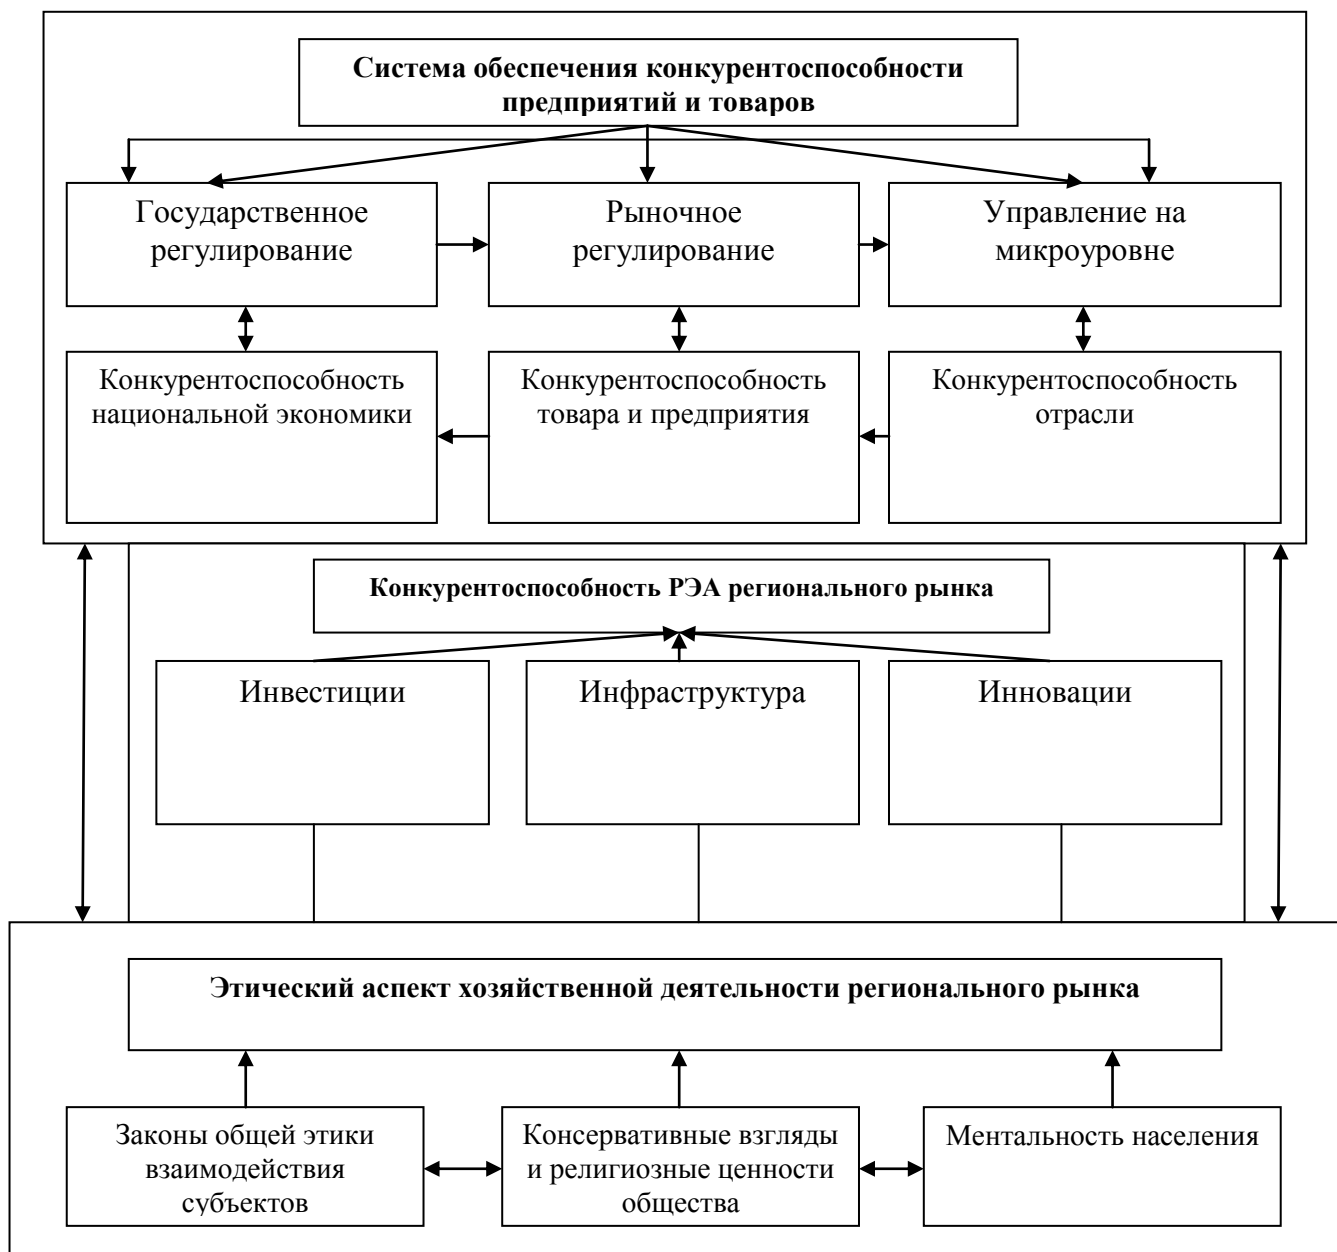 Система обеспечения конкурентоспособности
предприятий и товаров
Государственное
регулирование
Рыночное
регулирование
Управление на
микроуровне
Конкурентоспособность
национальной экономики
Конкурентоспособность
товара и предприятия
Конкурентоспособность
отрасли
Конкурентоспособность РЭА регионального рынка
Инвестиции
Инфраструктура
Инновации
Этический аспект хозяйственной деятельности регионального рынка
Законы общей этики
взаимодействия
субъектов
Консервативные взгляды
и религиозные ценности
общества
Ментальность населения